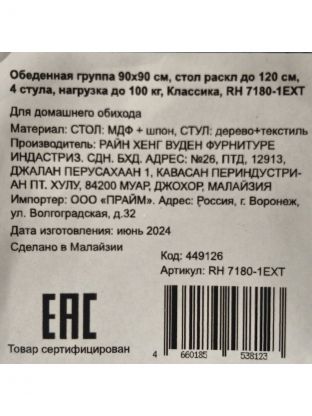 Обеденная группа 90х90 см, стол раскл до 120 см,
4 стула, нагрузка до 100 кг, Классика, RH 7180-1EXT
Для домашнего обихода
Материал: СТОЛ: МДФ + шпон, СТУЛ: дерево+текстиль
Производитель: РАЙН ХЕНГ ВУДЕН ФУРНИТУРЕ
ИНДАСТРИЗ. СДН. БХД. АДРЕС: №26, ПТД, 12913,
ДЖАЛАН ПЕРУСАХААН 1, КАВАСАН ПЕРИНДУСТРИ-
АН ПТ. ХУЛУ, 84200 МУАР, ДЖОХОР, МАЛАЙЗИЯ
Импортер: ООО «ПРАЙМ». Адрес: Россия, г. Воронеж,
ул. Волгоградская, д.32
Дата изготовления: июнь 2024
Сделано в Малайзии
Код: 449126
Артикул: RH 7180-1EXT
ЕАС
Товар сертифицирован
4 660185 538123